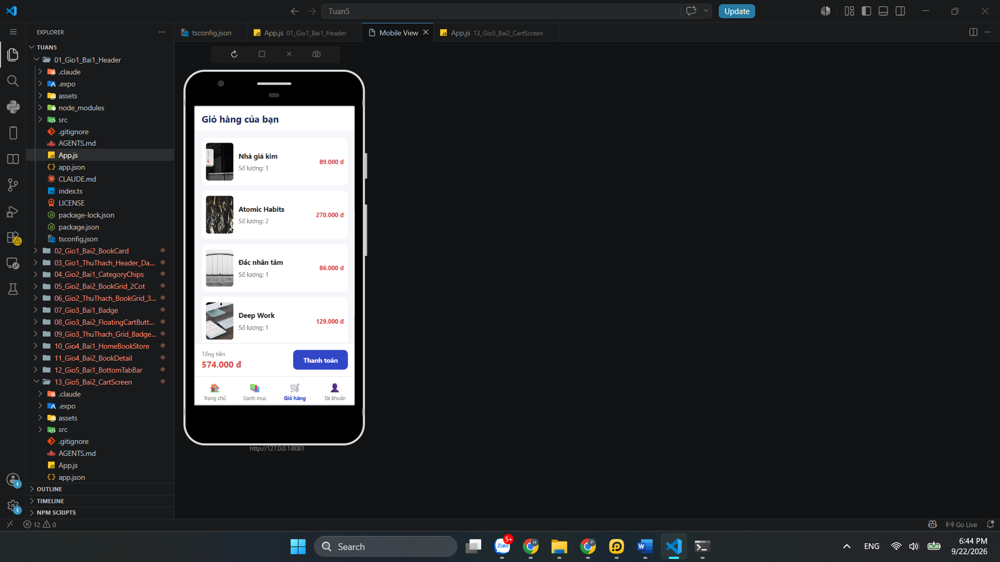 Tuan5
Update
EXPLORER
tsconfig.json
App.js 01_Gio1_Bai1_Header
Mobile View
App.js 13_Gio5_Bai2_CartScreen
TUAN5
01_Gio1_Bai1_Header
.claude
.expo
assets
node_modules
src
.gitignore
AGENTS.md
App.js
app.json
CLAUDE.md
index.ts
LICENSE
package-lock.json
package.json
tsconfig.json
02_Gio1_Bai2_BookCard
03_Gio1_ThuThach_Header_Da...
04_Gio2_Bai1_CategoryChips
05_Gio2_Bai2_BookGrid_2Cot
06_Gio2_ThuThach_BookGrid_3...
07_Gio3_Bai1_Badge
08_Gio3_Bai2_FloatingCartButt...
09_Gio3_ThuThach_Grid_Badge...
10_Gio4_Bai1_HomeBookStore
11_Gio4_Bai2_BookDetail
12_Gio5_Bai1_BottomTabBar
13_Gio5_Bai2_CartScreen
.claude
.expo
assets
src
.gitignore
AGENTS.md
App.js
app.json
OUTLINE
TIMELINE
NPM SCRIPTS
Giỏ hàng của bạn
Nhà giả kim
Số lượng: 1
89.000 đ
Atomic Habits
Số lượng: 2
270.000 đ
Đắc nhân tâm
Số lượng: 1
86.000 đ
Deep Work
Số lượng: 1
129.000 đ
Tổng tiền
574.000 đ
Thanh toán
Trang chủ
Danh mục
Giỏ hàng
Tài khoản
http://127.0.0.1:8081
1
1
12
0
Go Live
Search
Zalo
5+
H
P
W
ENG
6:44 PM
9/22/2026